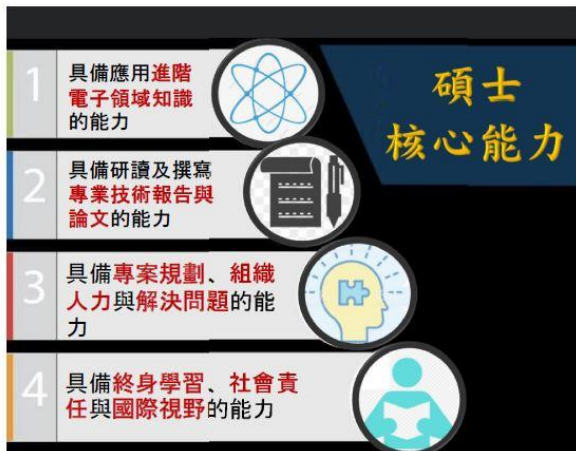 碩士
核心能力
1
具備應用進階
電子領域知識
的能力
2
具備研讀及撰寫
專業技術報告與
論文的能力
3
具備專案規劃、組織
人力與解決問題的能
力
4
具備終身學習、社會責
任與國際視野的能力